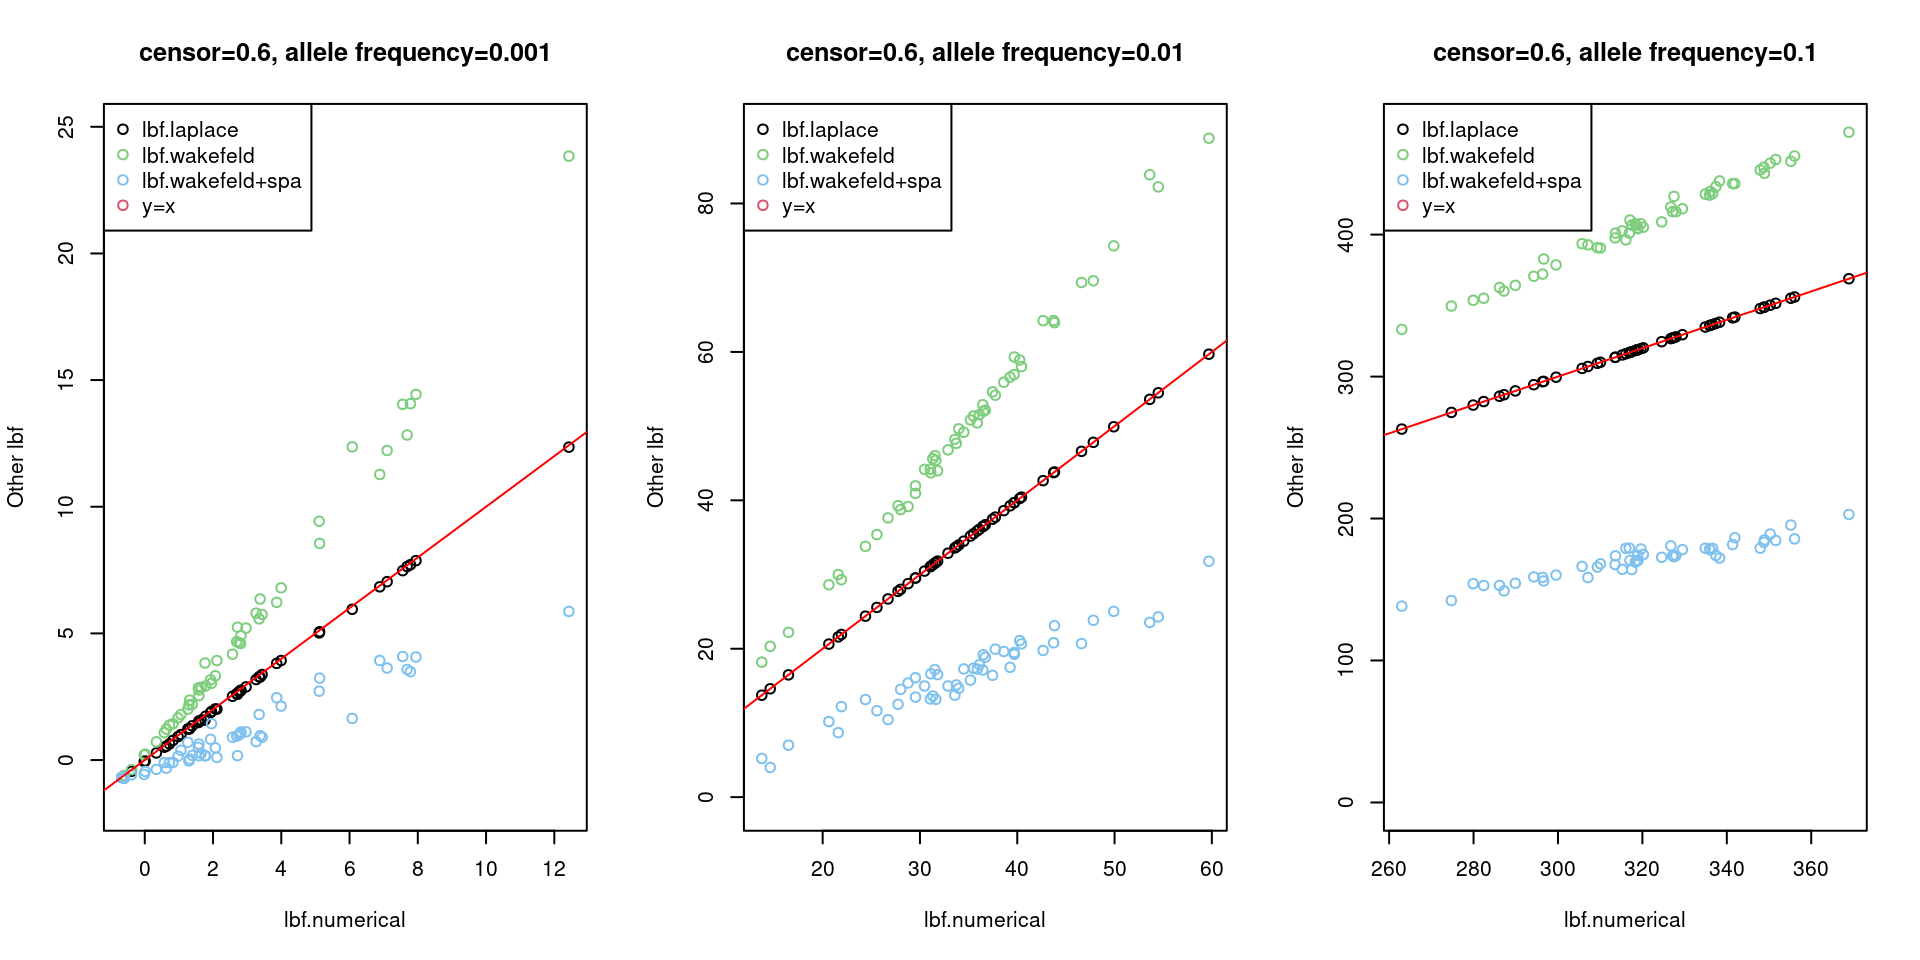 censor=0.6, allele frequency=0.001
lbf.laplace
lbf.wakefeld
lbf.wakefeld+spa
y=x
25
20
15
10
5
0
Other lbf
0 2 4 6 8 10 12
lbf.numerical
censor=0.6, allele frequency=0.01
lbf.laplace
lbf.wakefeld
lbf.wakefeld+spa
y=x
80
60
40
20
0
Other lbf
20 30 40 50 60
lbf.numerical
censor=0.6, allele frequency=0.1
lbf.laplace
lbf.wakefeld
lbf.wakefeld+spa
y=x
400
300
200
100
0
Other lbf
260 280 300 320 340 360
lbf.numerical